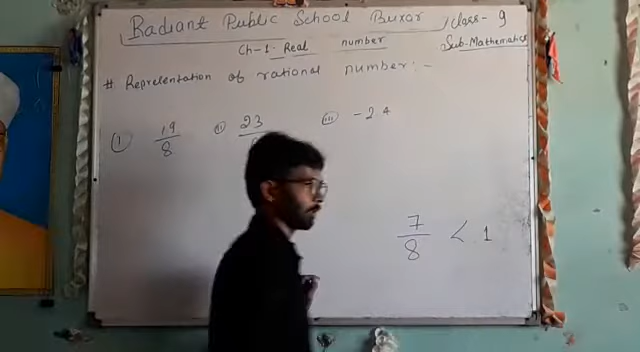 Radiant Public School Buxar / class - 9
Ch-1. Real number Sub-Mathematics
# Representation of rational number: -
(i) 19/8 (ii) 23 (iii) -2.4
7/8 < 1